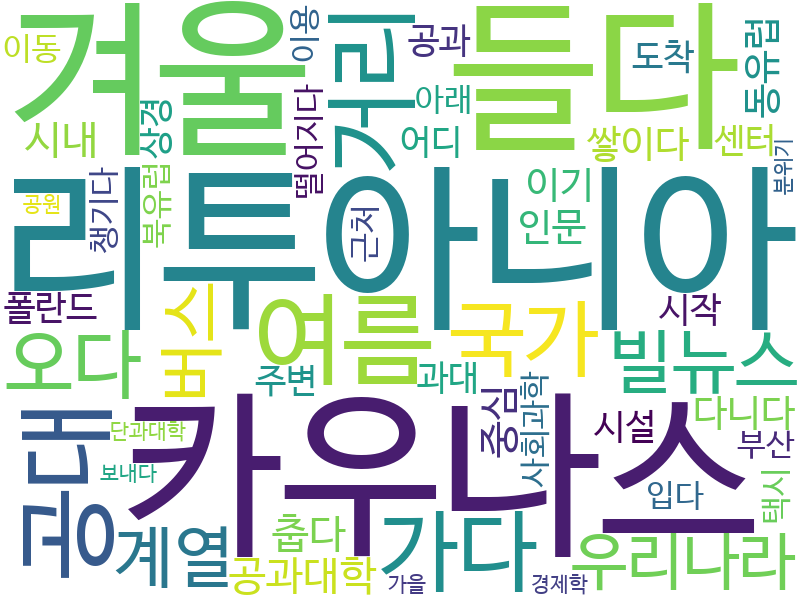 겨울
들다
거리
이용
공과
이동
도착
동유럽
시내
상경
떨어지다
아래
어디
쌓이다
센터
분위기
리투아니아
공원
챙기다
북유럽
근처
이기
인문
폴란드
버스
여름
국가
시작
오다
빌뉴스
주변
과대
공대
카우나스
중심
사회과학
시설
다니다
단과대학
부산
보내다
입다
택시
계열
춥다
가다
우리나라
공과대학
가을
경제학